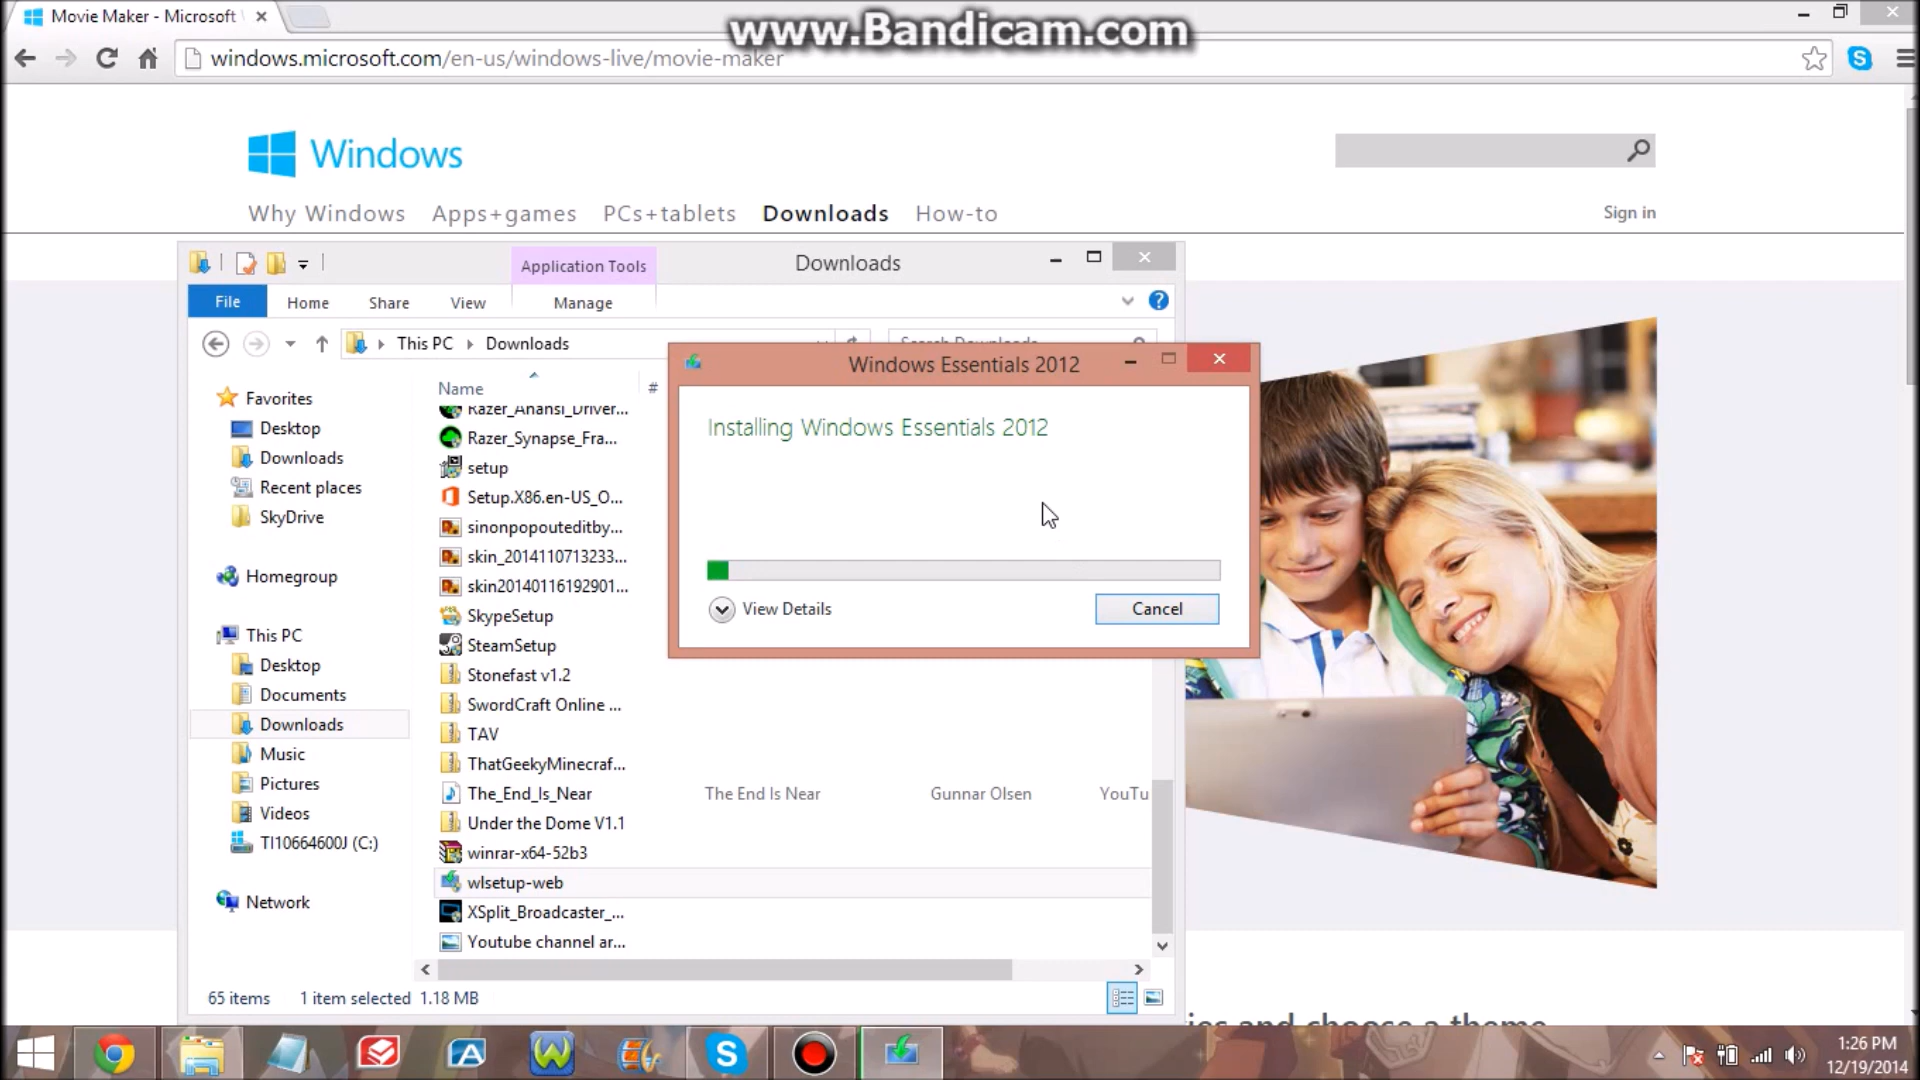 Movie Maker - Microsoft
www.Bandicam.com
windows.microsoft.com/en-us/windows-live/movie-maker
Windows
Why Windows
Apps+games
PCs+tablets
Downloads
How-to
Sign in
Application Tools
Downloads
File
Home
Share
View
Manage
This PC
Downloads
Search Downloads
Windows Essentials 2012
Installing Windows Essentials 2012
View Details
Cancel
Favorites
Desktop
Downloads
Recent places
SkyDrive
Homegroup
This PC
Desktop
Documents
Downloads
Music
Pictures
Videos
TI10664600J (C:)
Network
Name
#
Razer_Anansi_Driver...
Razer_Synapse_Fra...
setup
Setup.X86.en-US_O...
sinonpopouteditby...
skin_2014110713233...
skin20140116192901...
SkypeSetup
SteamSetup
Stonefast v1.2
SwordCraft Online ...
TAV
ThatGeekyMinecraf...
The_End_Is_Near The End Is Near Gunnar Olsen YouTu
Under the Dome V1.1
winrar-x64-52b3
wlsetup-web
XSplit_Broadcaster_...
Youtube channel ar...
65 items 1 item selected 1.18 MB
and choose a theme
1:26 PM
12/19/2014